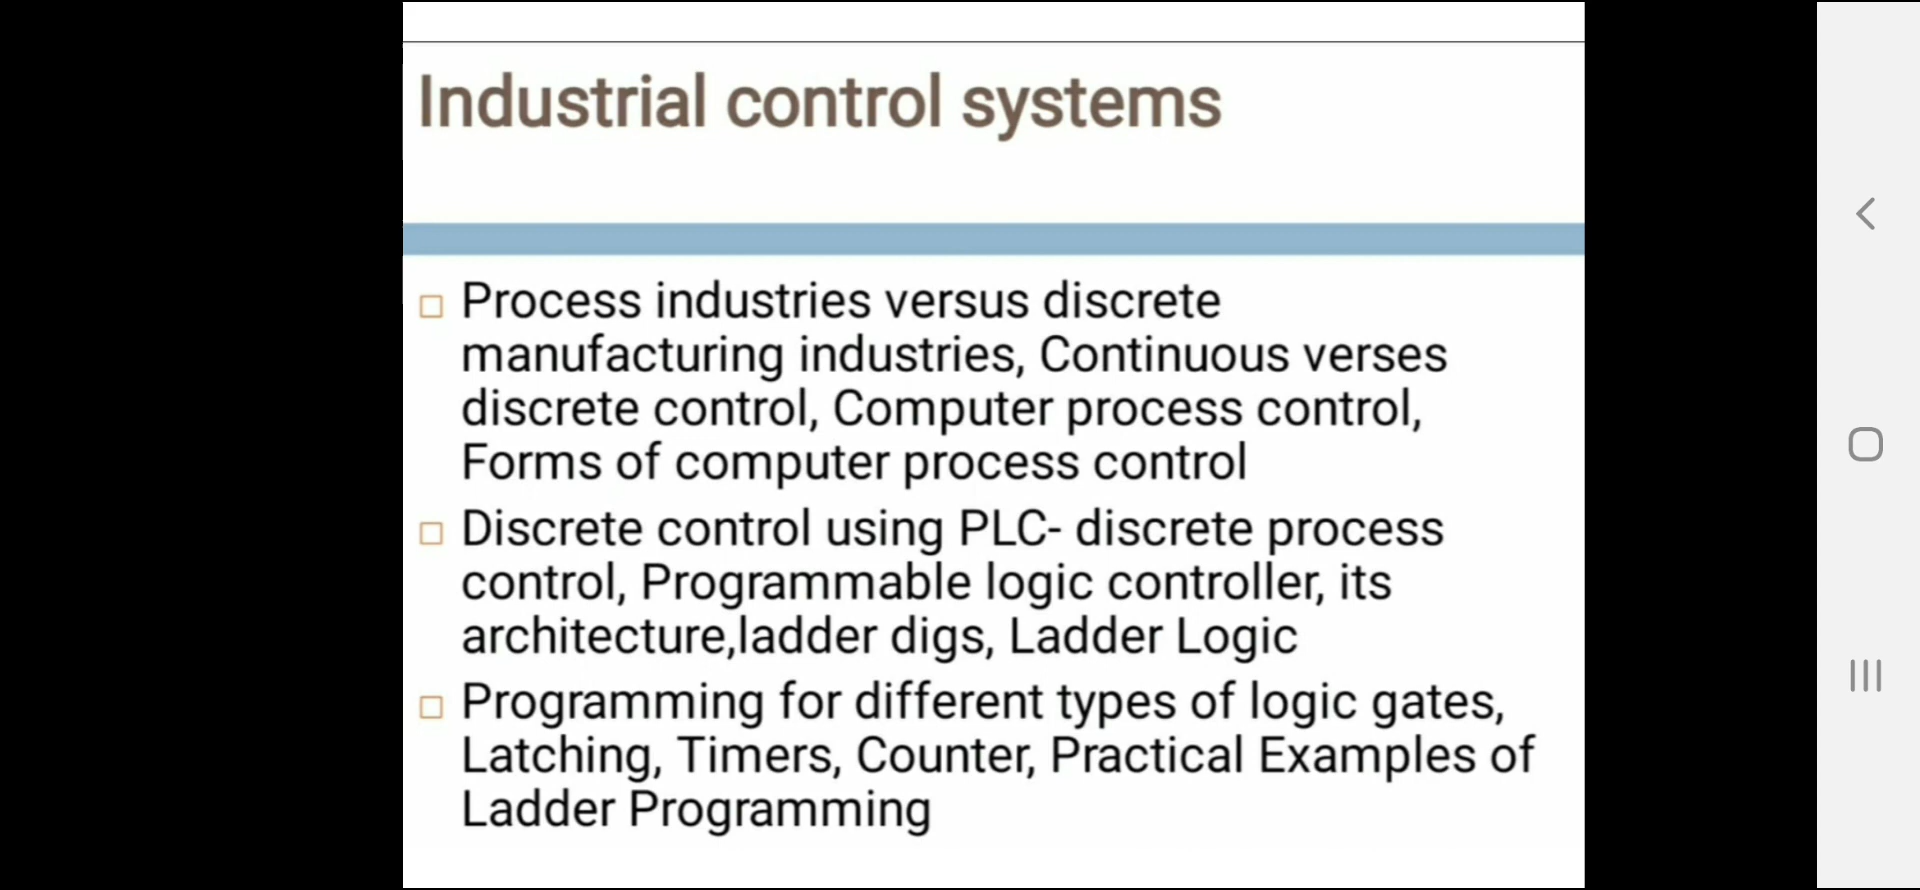 Industrial control systems
Process industries versus discrete
manufacturing industries, Continuous verses
discrete control, Computer process control,
Forms of computer process control
Discrete control using PLC- discrete process
control, Programmable logic controller, its
architecture,ladder digs, Ladder Logic
Programming for different types of logic gates,
Latching, Timers, Counter, Practical Examples of
Ladder Programming